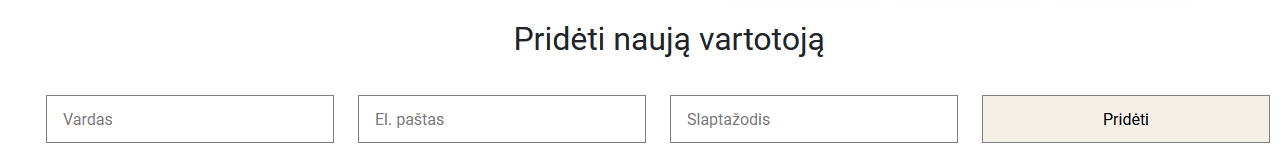 Pridėti naują vartotoją
Vardas
El. paštas
Slaptažodis
Pridėti